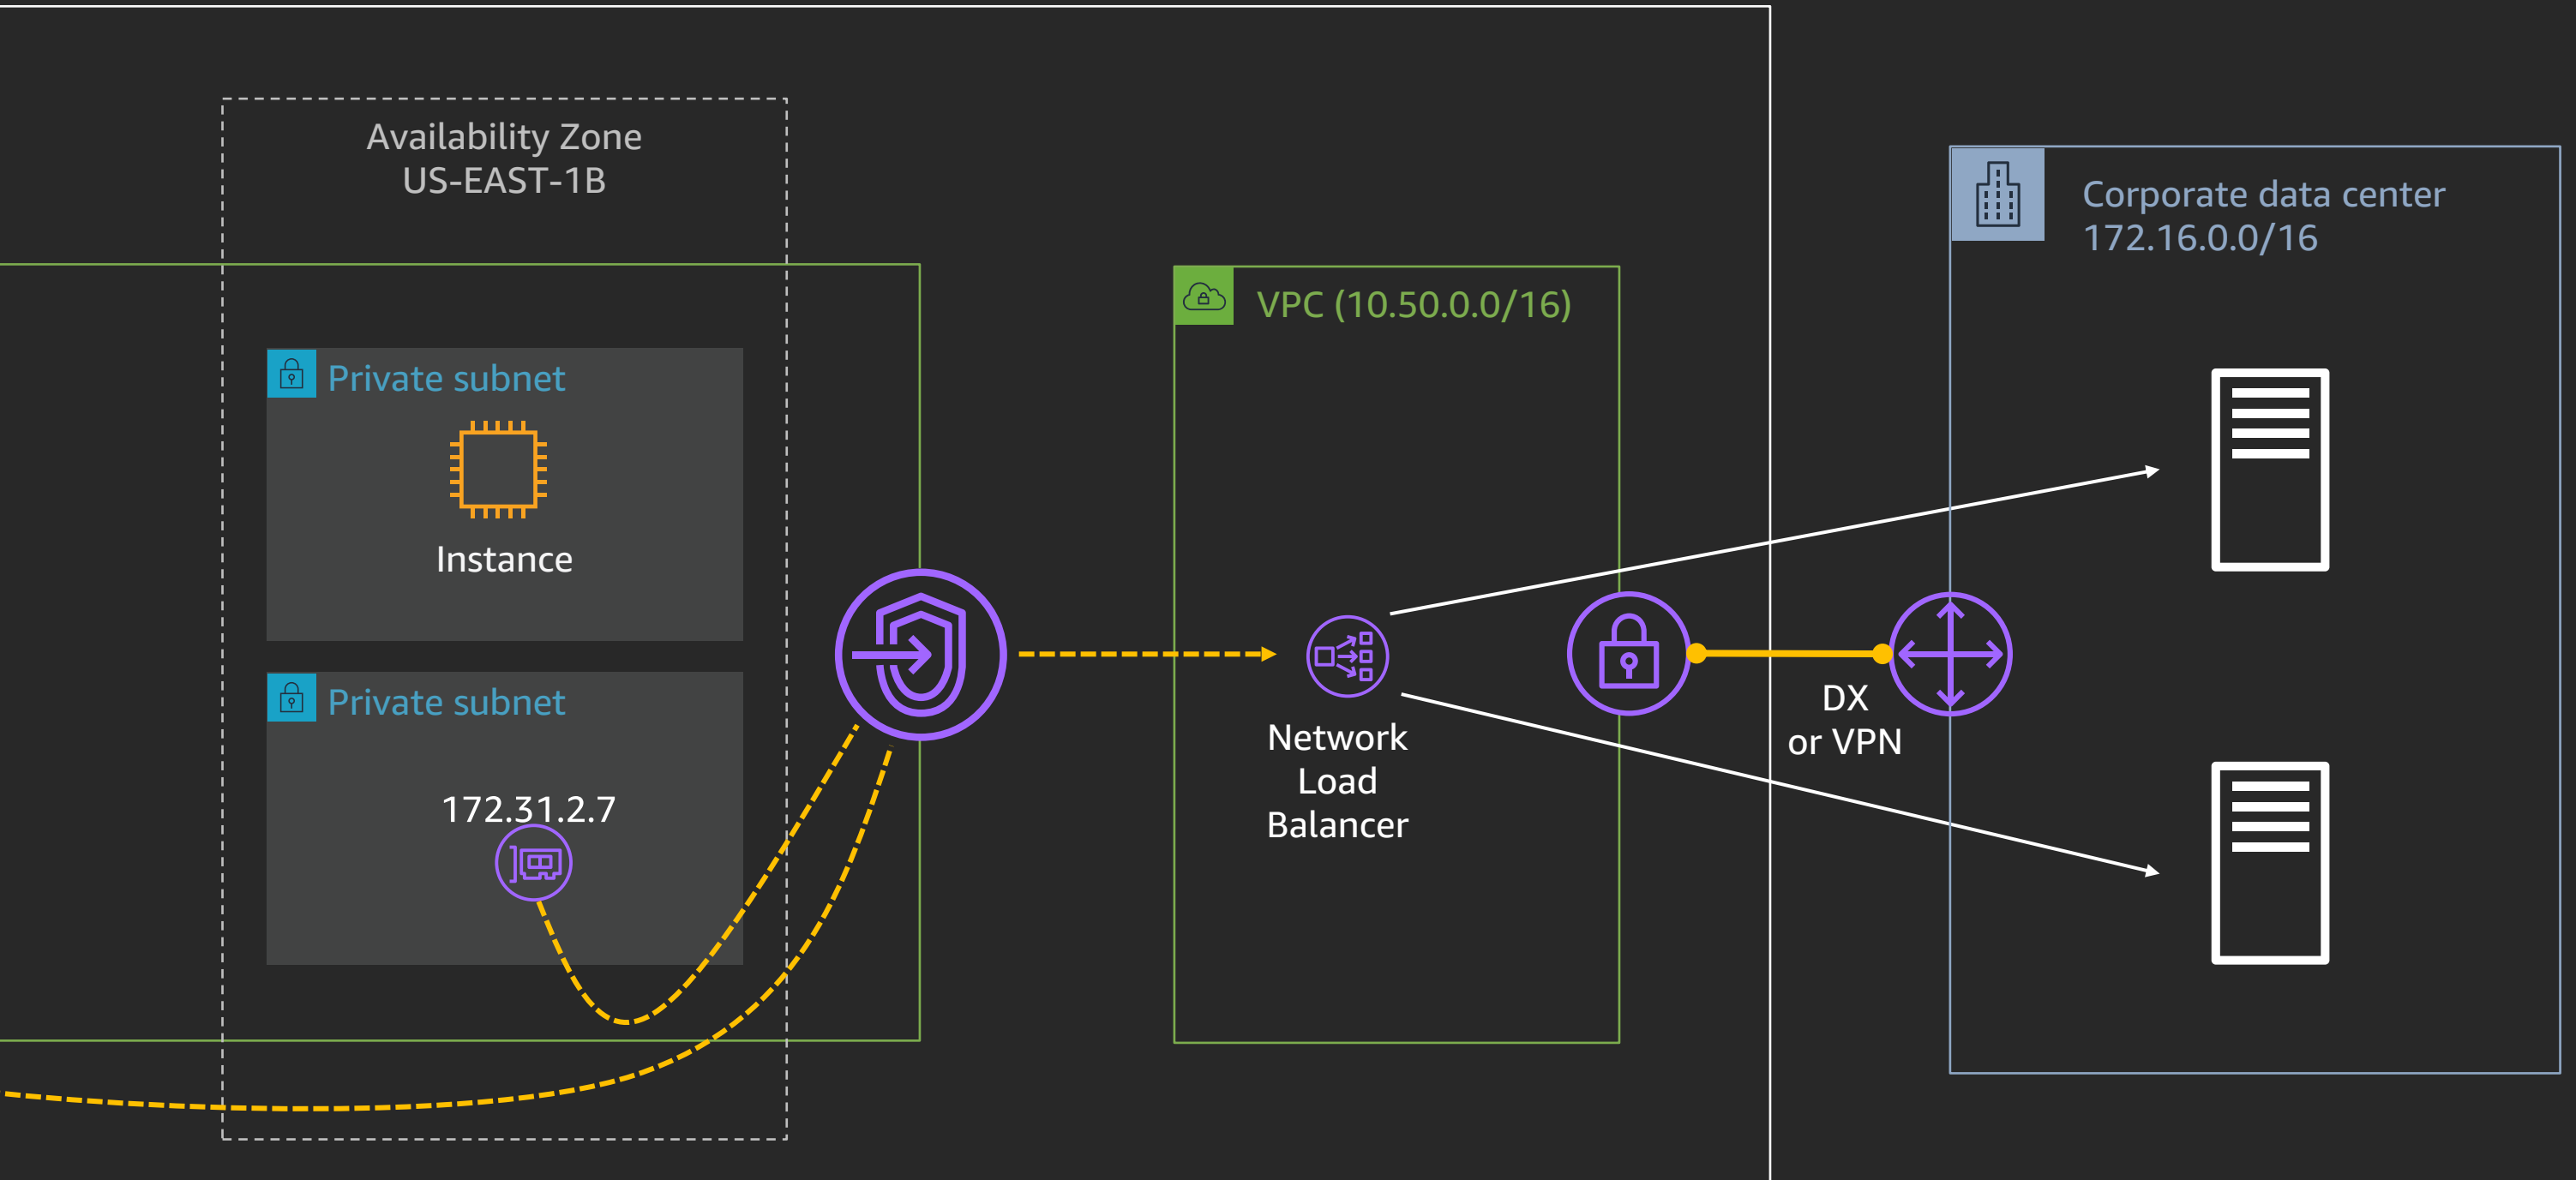 Availability Zone
US-EAST-1B
Private subnet
Instance
Private subnet
172.31.2.7
VPC (10.50.0.0/16)
Network
Load
Balancer
DX
or VPN
Corporate data center
172.16.0.0/16